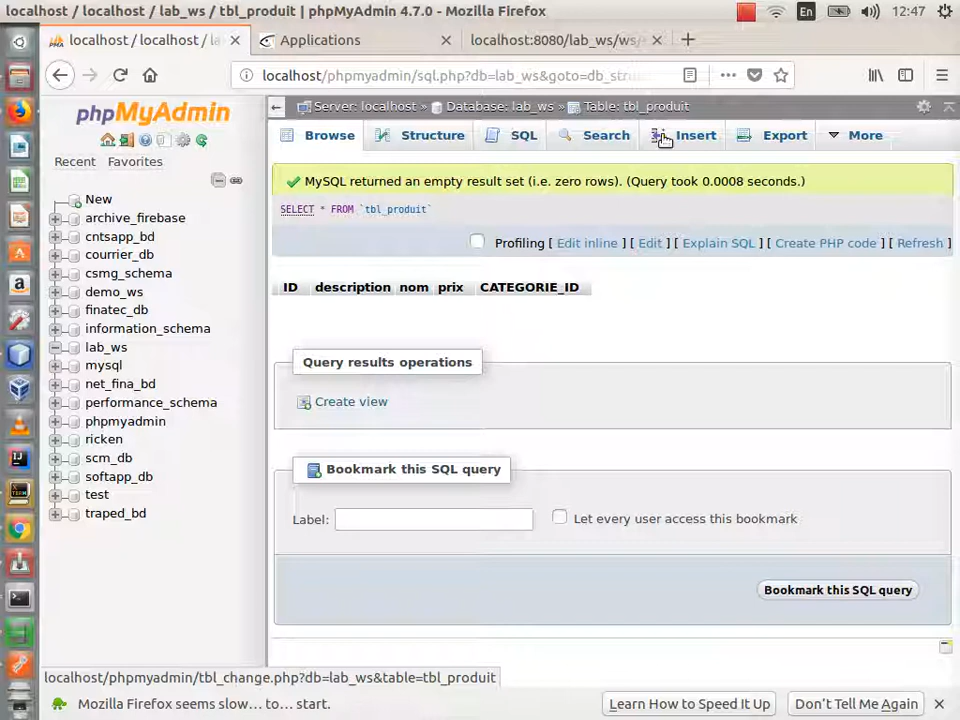 localhost / localhost / lab_ws / tbl_produit | phpMyAdmin 4.7.0 - Mozilla Firefox
En
12:47
localhost / localhost / la
Applications
localhost:8080/lab_ws/ws/
localhost/phpmyadmin/sql.php?db=lab_ws&goto=db_stru
phpMyAdmin
Recent
Favorites
New
archive_firebase
cntsapp_bd
courrier_db
csmg_schema
demo_ws
finatec_db
information_schema
lab_ws
mysql
net_fina_bd
performance_schema
phpmyadmin
ricken
scm_db
softapp_db
test
traped_bd
Server: localhost » Database: lab_ws » Table: tbl_produit
Browse
Structure
SQL
Search
Insert
Export
More
MySQL returned an empty result set (i.e. zero rows). (Query took 0.0008 seconds.)
SELECT * FROM `tbl_produit`
Profiling [ Edit inline ] [ Edit ] [ Explain SQL ] [ Create PHP code ] [ Refresh ]
ID description nom prix CATEGORIE_ID
Query results operations
Create view
Bookmark this SQL query
Label:
Let every user access this bookmark
Bookmark this SQL query
localhost/phpmyadmin/tbl_change.php?db=lab_ws&table=tbl_produit
Mozilla Firefox seems slow… to… start.
Learn How to Speed It Up
Don't Tell Me Again